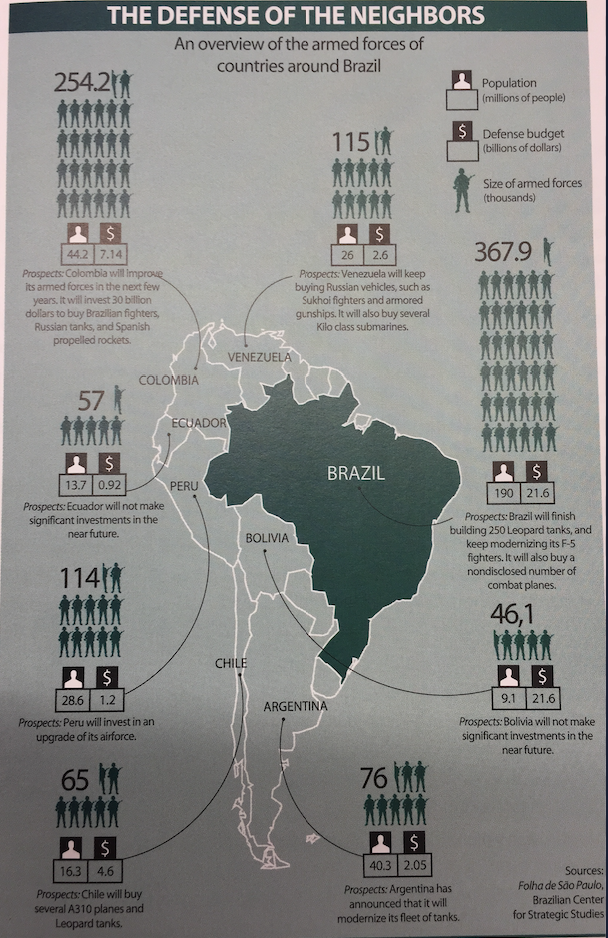 THE DEFENSE OF THE NEIGHBORS
An overview of the armed forces of
countries around Brazil
Population
(millions of people)
$
Defense budget
(billions of dollars)
Size of armed forces
(thousands)
254.2
$
44.2 7.14
Prospects: Colombia will improve
its armed forces in the next few
years. It will invest 30 billion
dollars to buy Brazilian fighters,
Russian tanks, and Spanish
propelled rockets.
115
$
26 2.6
Prospects: Venezuela will keep
buying Russian vehicles, such as
Sukhoi fighters and armored
gunships. It will also buy several
Kilo class submarines.
367.9
$
190 21.6
Prospects: Brazil will finish
building 250 Leopard tanks, and
keep modernizing its F-5
fighters. It will also buy a
nondisclosed number of
combat planes.
57
$
13.7 0.92
Prospects: Ecuador will not make
significant investments in the
near future.
VENEZUELA
COLOMBIA
ECUADOR
PERU
BRAZIL
BOLIVIA
CHILE
ARGENTINA
114
$
28.6 1.2
Prospects: Peru will invest in an
upgrade of its airforce.
46,1
$
9.1 21.6
Prospects: Bolivia will not make
significant investments in the
near future.
65
$
16.3 4.6
Prospects: Chile will buy
several A310 planes and
Leopard tanks.
76
$
40.3 2.05
Prospects: Argentina has
announced that it will
modernize its fleet of tanks.
Sources:
Folha de São Paulo,
Brazilian Center
for Strategic Studies